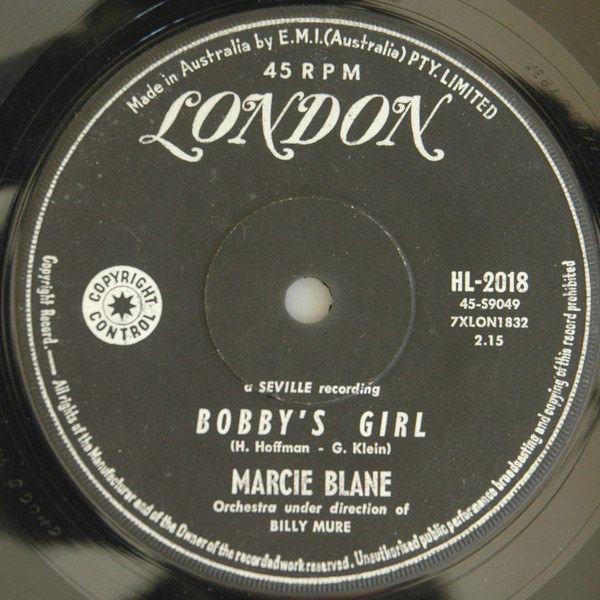 Made in Australia by E.M.I.(Australia) PTY. LIMITED
45 RPM
LONDON
COPYRIGHT CONTROL
HL-2018
45-S9049
7XLON1832
2.15
a SEVILLE recording
BOBBY'S GIRL
(H. Hoffman - G. Klein)
MARCIE BLANE
Orchestra under direction of
BILLY MURE
Copyright Record.—All rights of the Manufacturer and of the Owner of the recorded work reserved. Unauthorised public performance broadcasting and copying of this record prohibited